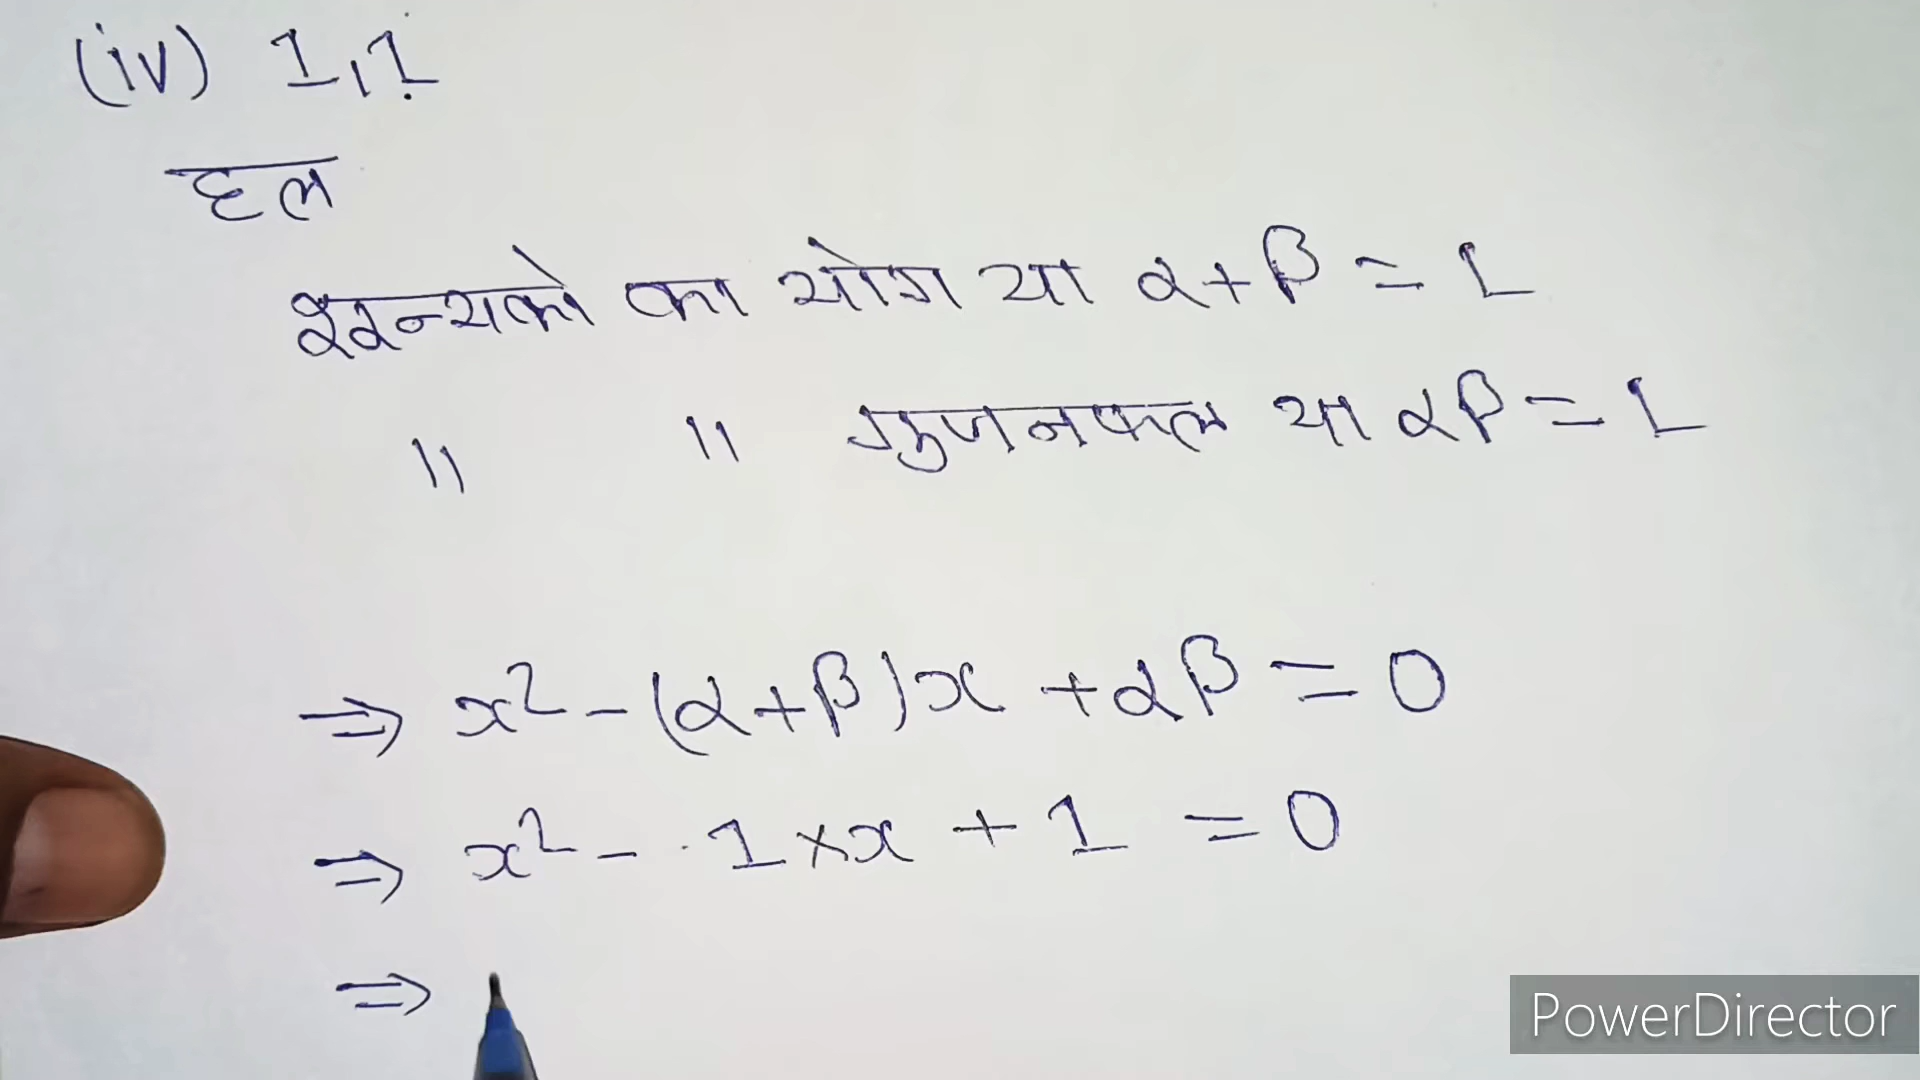 (iv) 1,1
हल
शून्यको का योग या α+β = 1
" " गुणनफल या αβ = 1
⇒ x² - (α+β)x + αβ = 0
⇒ x² - 1×x + 1 = 0
⇒
PowerDirector